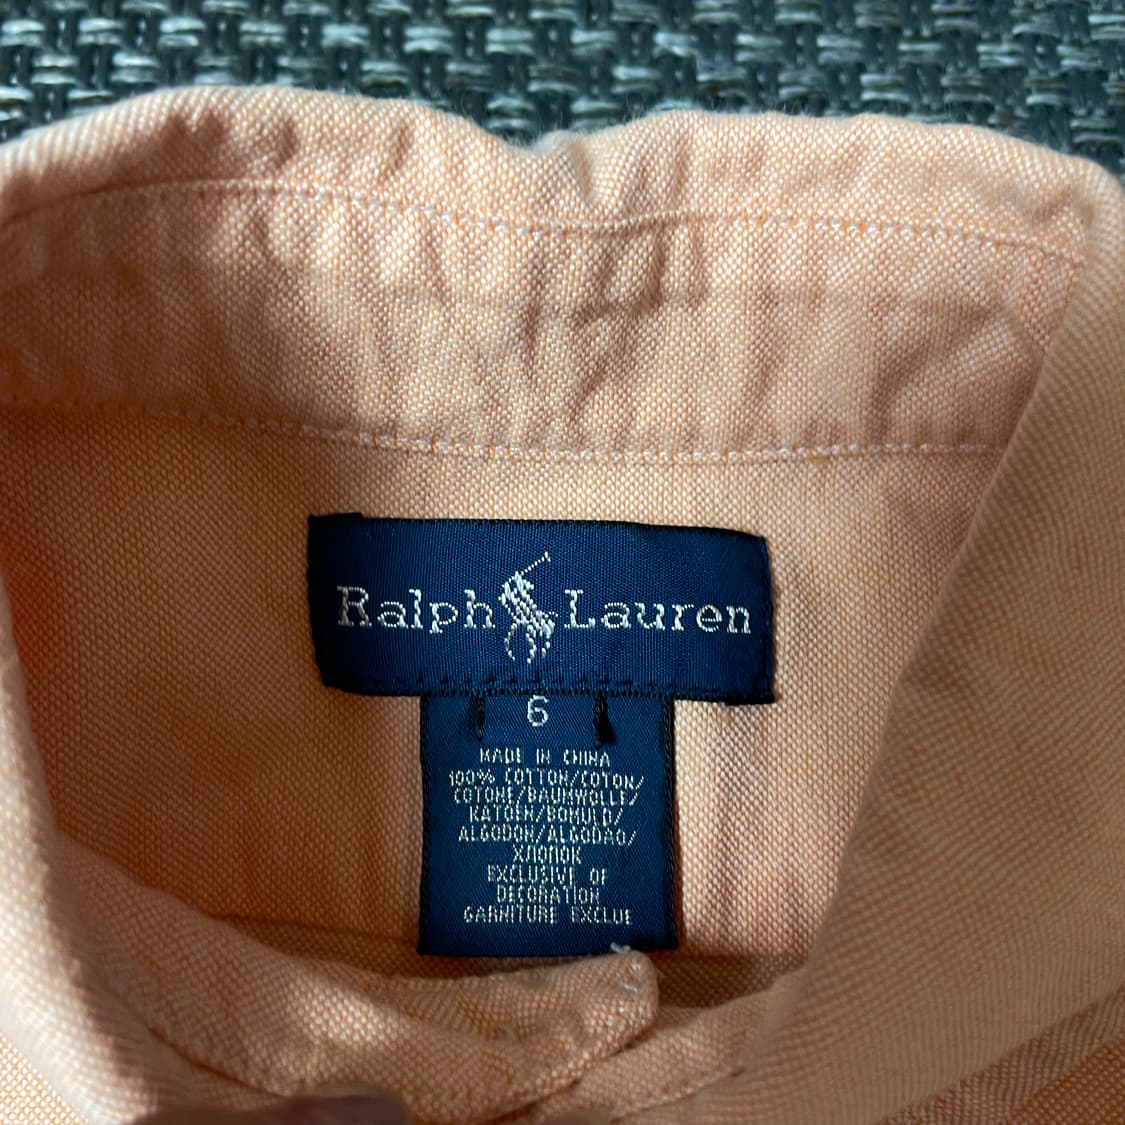 Ralph Lauren
6
MADE IN CHINA
100% COTTON/COTON/
COTONE/BAUMWOLLE/
KATOEN/BOMULD/
ALGODON/ALGODAO/
ХЛОПОК
EXCLUSIVE OF
DECORATION
GARNITURE EXCLUE